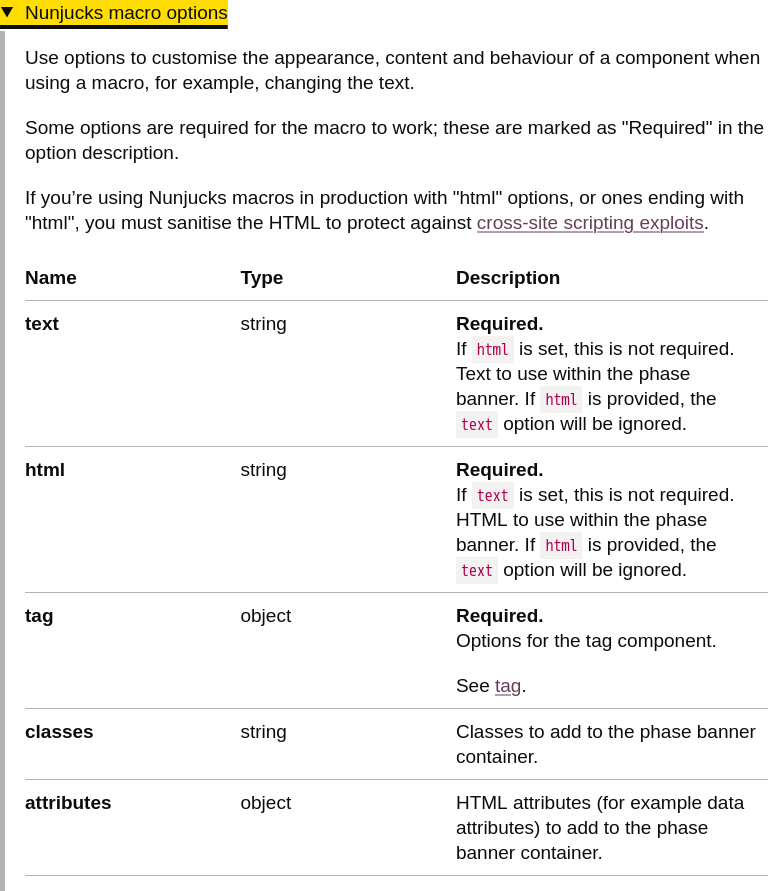 Nunjucks macro options
Use options to customise the appearance, content and behaviour of a component when
using a macro, for example, changing the text.
Some options are required for the macro to work; these are marked as "Required" in the
option description.
If you’re using Nunjucks macros in production with "html" options, or ones ending with
"html", you must sanitise the HTML to protect against cross-site scripting exploits.
Name Type Description
text string Required.
If html is set, this is not required.
Text to use within the phase
banner. If html is provided, the
text option will be ignored.
html string Required.
If text is set, this is not required.
HTML to use within the phase
banner. If html is provided, the
text option will be ignored.
tag object Required.
Options for the tag component.
See tag.
classes string Classes to add to the phase banner
container.
attributes object HTML attributes (for example data
attributes) to add to the phase
banner container.